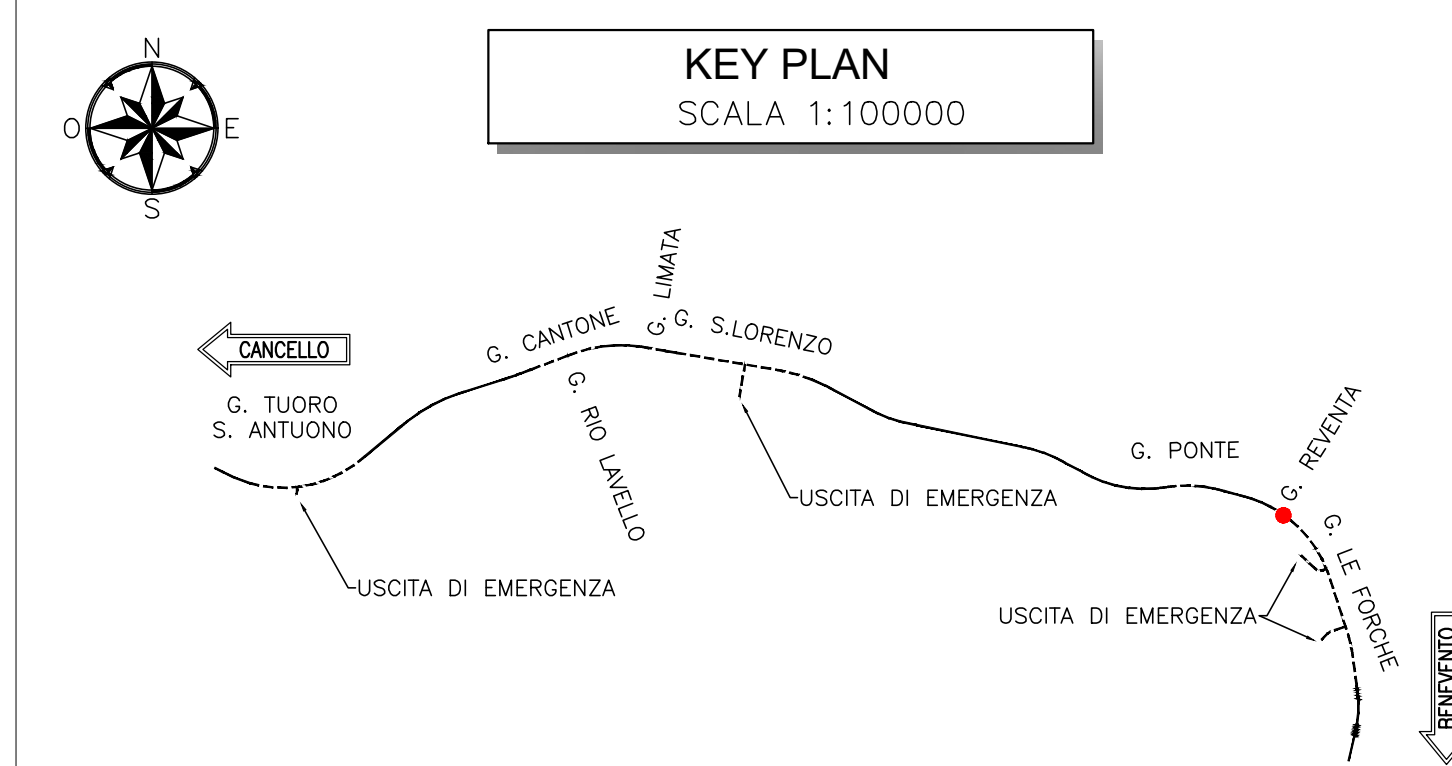 N
O
E
S
KEY PLAN
SCALA 1:100000
CANCELLO
G. TUORO
S. ANTUONO
G. CANTONE
G. LIMATA
G. S.LORENZO
G. RIO LAVELLO
USCITA DI EMERGENZA
USCITA DI EMERGENZA
G. PONTE
G. REVENTA
G. LE FORCHE
USCITA DI EMERGENZA
BENEVENTO